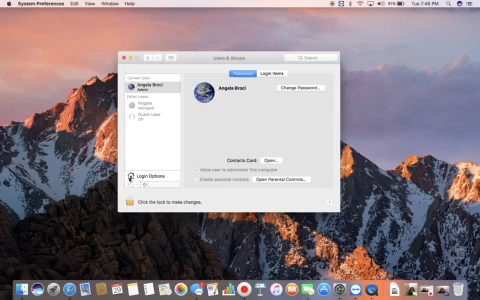 System Preferences Edit View Window Help
91% Tue 7:48 PM
Users & Groups
Search
Password Login Items
Current User
Angela Broci
Admin
Other Users
Angela
Managed
Guest User
Off
Login Options
Angela Broci
Change Password...
Contacts Card: Open...
Allow user to administer this computer
Enable parental controls Open Parental Controls...
Click the lock to make changes.
?